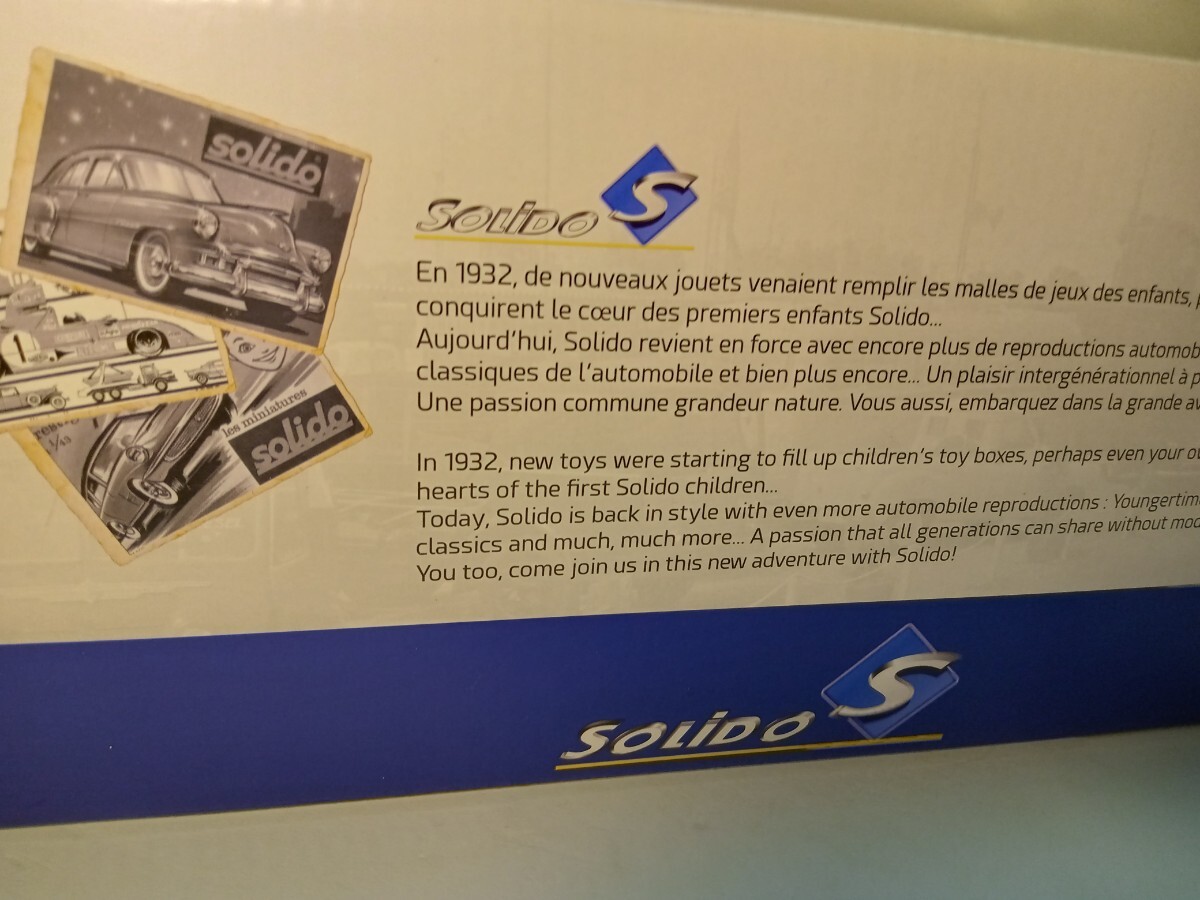 solido
1
les miniatures
solido
1/43
SOLiDO S
En 1932, de nouveaux jouets venaient remplir les malles de jeux des enfants,
conquirent le cœur des premiers enfants Solido...
Aujourd'hui, Solido revient en force avec encore plus de reproductions
classiques de l'automobile et bien plus encore... Un plaisir intergénérationnel à
Une passion commune grandeur nature. Vous aussi, embarquez dans la grande
In 1932, new toys were starting to fill up children's toy boxes, perhaps even your
hearts of the first Solido children...
Today, Solido is back in style with even more automobile reproductions :
classics and much, much more... A passion that all generations can share without
You too, come join us in this new adventure with Solido!
SOLiDO S